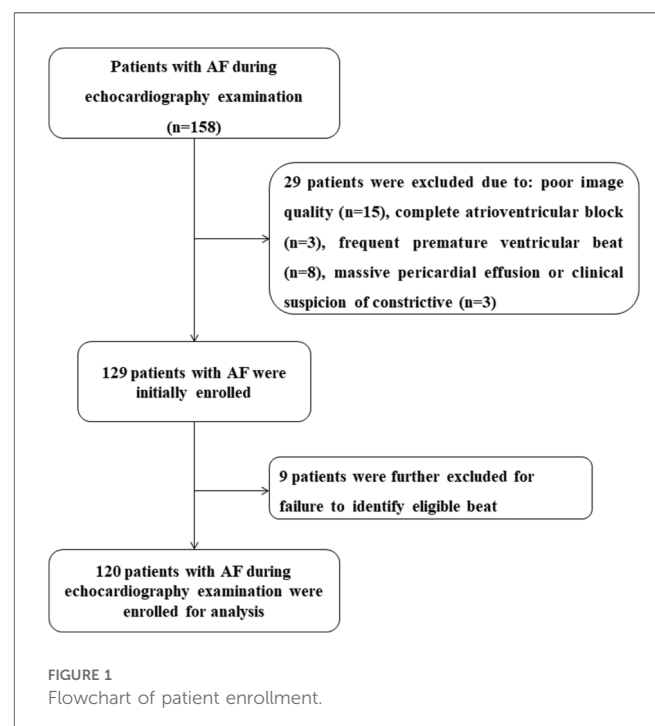 Patients with AF during
echocardiography examination
(n=158)
29 patients were excluded due to: poor image
quality (n=15), complete atrioventricular block
(n=3), frequent premature ventricular beat
(n=8), massive pericardial effusion or clinical
suspicion of constrictive (n=3)
129 patients with AF were
initially enrolled
9 patients were further excluded for
failure to identify eligible beat
120 patients with AF during
echocardiography examination were
enrolled for analysis
FIGURE 1
Flowchart of patient enrollment.